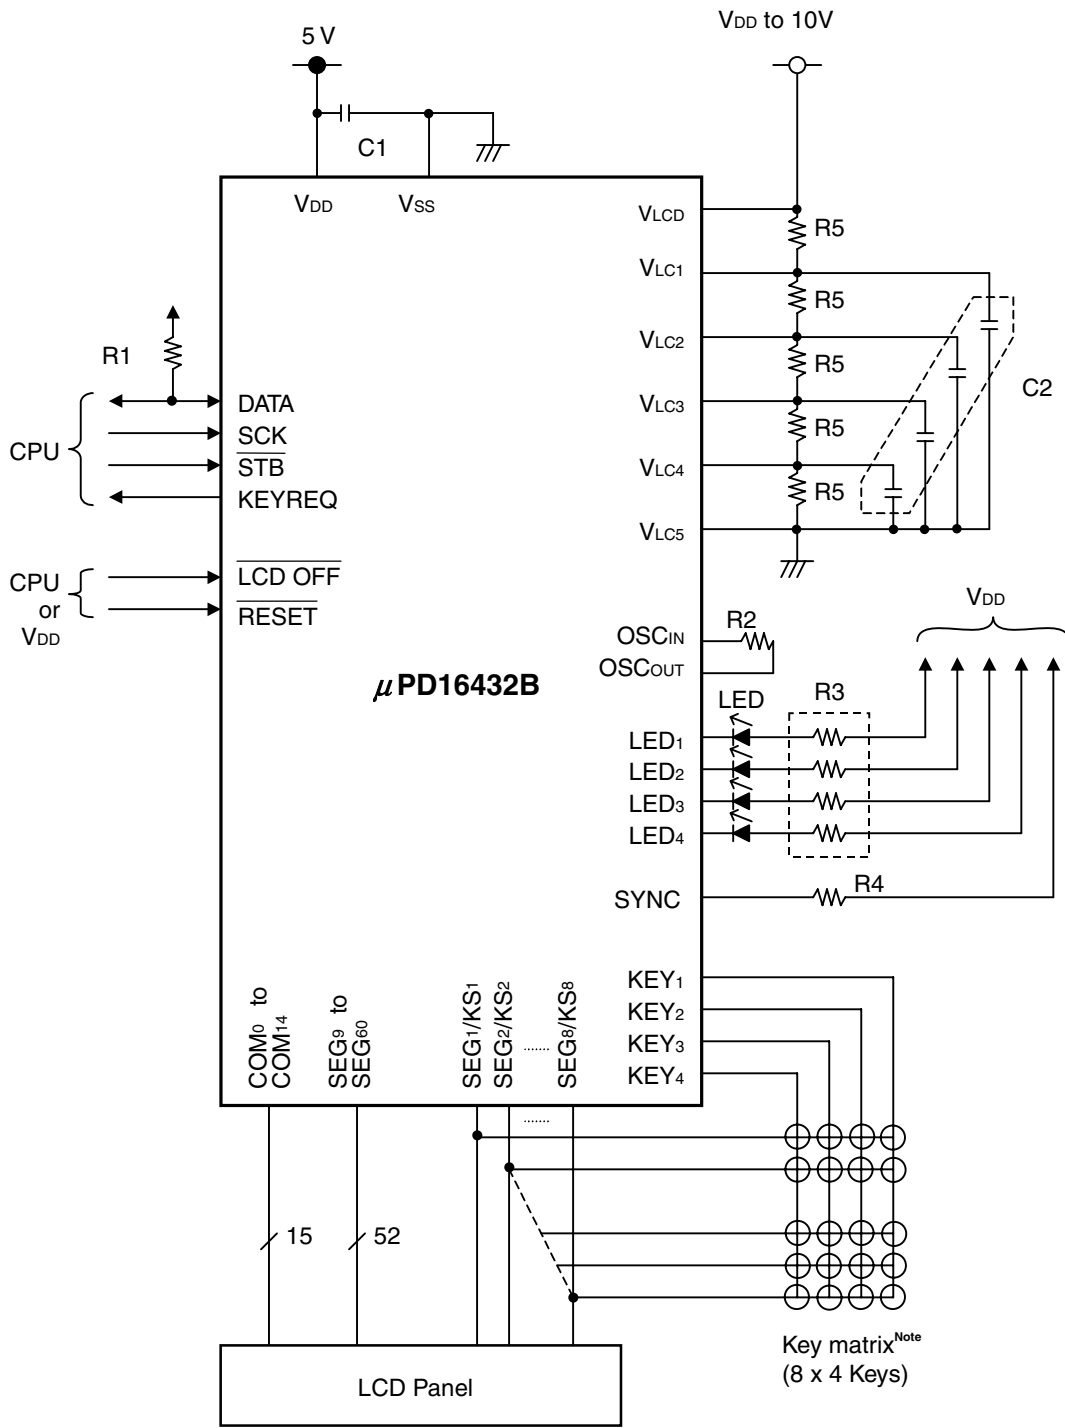 VDD to 10V
5 V
C1
VDD
VSS
VLCD
R5
VLC1
R5
VLC2
R5
VLC3
R5
VLC4
R5
VLC5
C2
R1
CPU
DATA
SCK
STB
KEYREQ
CPU
or
VDD
LCD OFF
RESET
μPD16432B
OSCIN
OSCOUT
R2
VDD
LED
R3
LED1
LED2
LED3
LED4
SYNC
R4
KEY1
KEY2
KEY3
KEY4
COM0 to
COM14
SEG9 to
SEG60
SEG1/KS1
SEG2/KS2
........
SEG8/KS8
........
15
52
Key matrix Note
(8 x 4 Keys)
LCD Panel